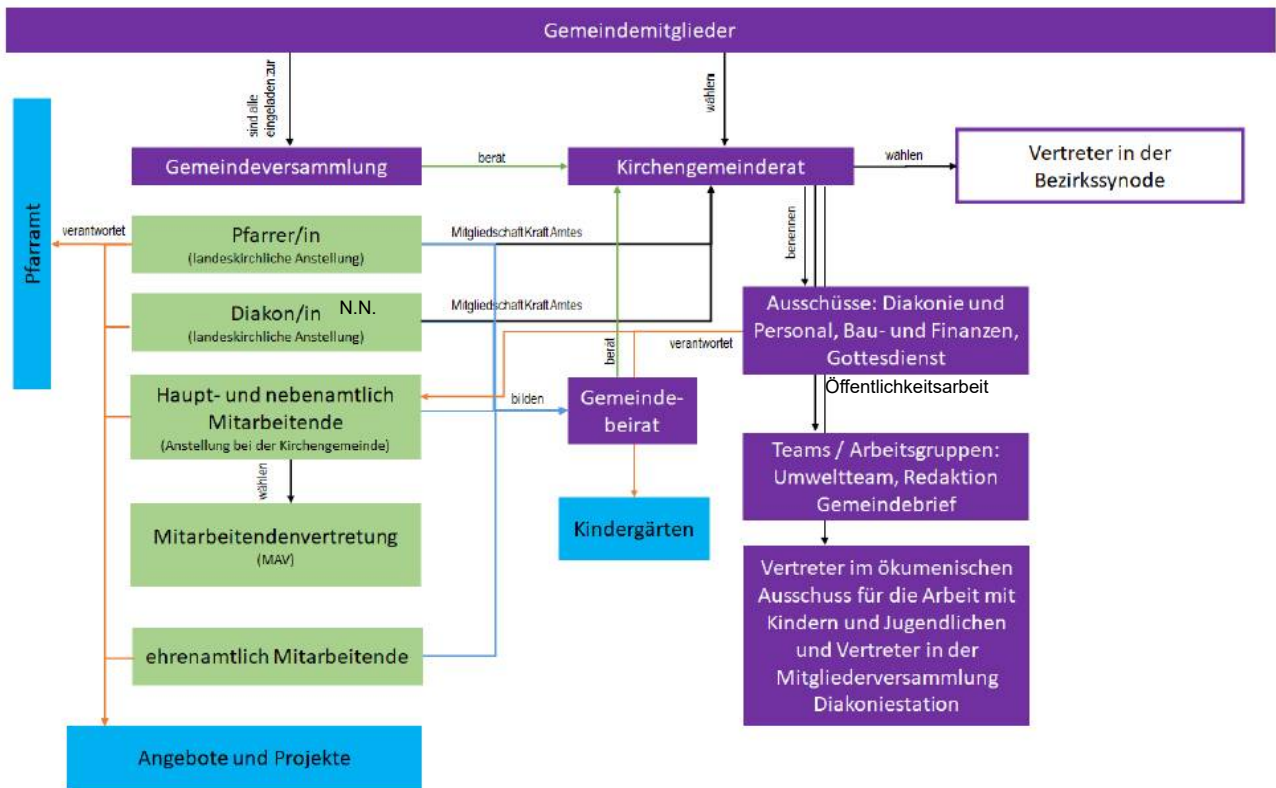 Gemeindemitglieder
sind alle
eingeladen zur
wählen
Pfarramt
Gemeindeversammlung
berät
Kirchengemeinderat
wählen
Vertreter in der
Bezirkssynode
verantwortet
Pfarrer/in
(landeskirchliche Anstellung)
Mitgliedschaft Kraft Amtes
benennen
Diakon/in N.N.
(landeskirchliche Anstellung)
Mitgliedschaft Kraft Amtes
Ausschüsse: Diakonie und
Personal, Bau- und Finanzen,
Gottesdienst
Öffentlichkeitsarbeit
verantwortet
berät
Haupt- und nebenamtlich
Mitarbeitende
(Anstellung bei der Kirchengemeinde)
bilden
Gemeinde-
beirat
Teams / Arbeitsgruppen:
Umweltteam, Redaktion
Gemeindebrief
wählen
Mitarbeitendenvertretung
(MAV)
Kindergärten
Vertreter im ökumenischen
Ausschuss für die Arbeit mit
Kindern und Jugendlichen
und Vertreter in der
Mitgliederversammlung
Diakoniestation
ehrenamtlich Mitarbeitende
Angebote und Projekte